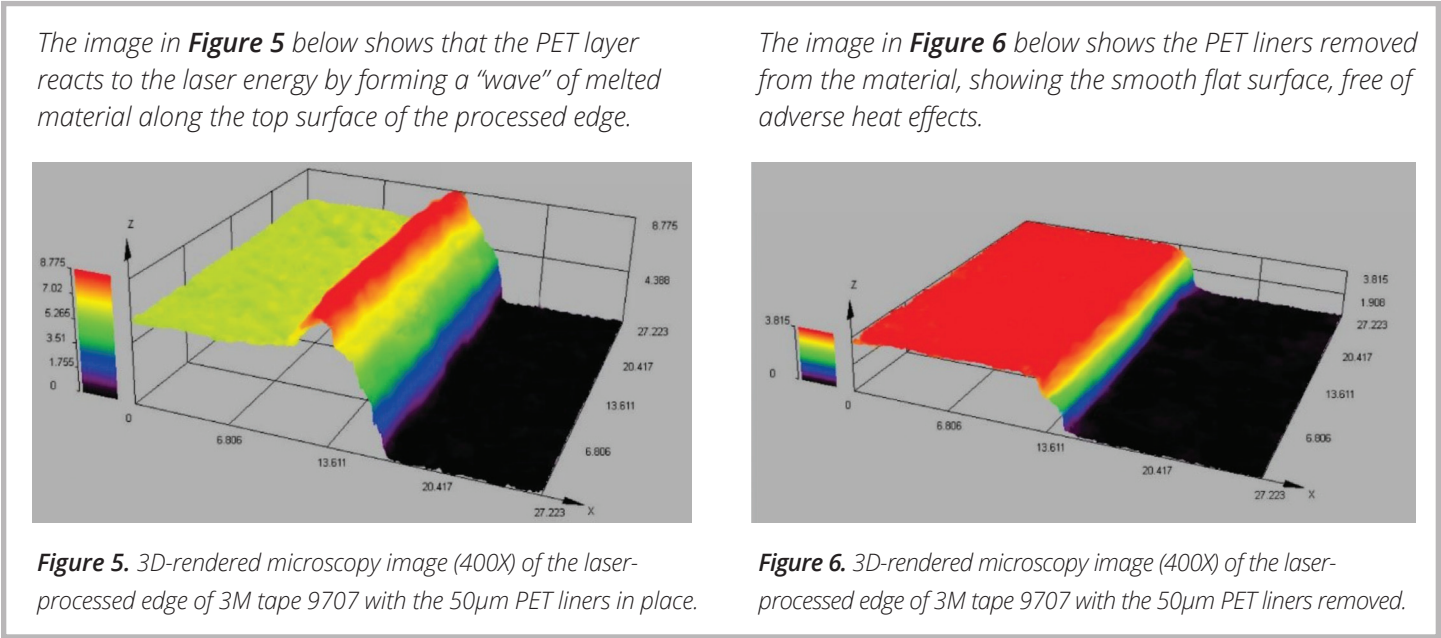 The image in Figure 5 below shows that the PET layer
reacts to the laser energy by forming a “wave” of melted
material along the top surface of the processed edge.
Z
8.775
7.02
5.265
3.51
1.755
0
8.775
4.388
27.223
20.417
13.611
6.806
0
6.806
13.611
20.417
27.223
X
Figure 5. 3D-rendered microscopy image (400X) of the laser-
processed edge of 3M tape 9707 with the 50µm PET liners in place.
The image in Figure 6 below shows the PET liners removed
from the material, showing the smooth flat surface, free of
adverse heat effects.
Z
3.815
0
3.815
1.908
27.223
20.417
13.611
6.806
0
6.806
13.611
20.417
27.223
X
Figure 6. 3D-rendered microscopy image (400X) of the laser-
processed edge of 3M tape 9707 with the 50µm PET liners removed.